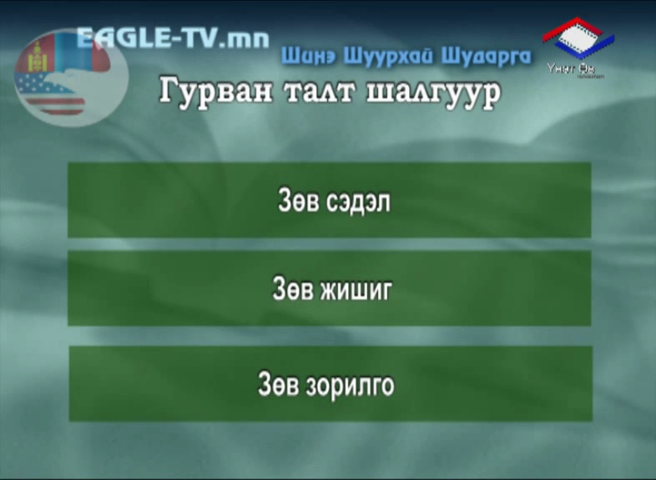 EAGLE-TV.mn
Шинэ Шуурхай Шударга
Гурван талт шалгуур
Зөв сэдэл
Зөв жишиг
Зөв зорилго